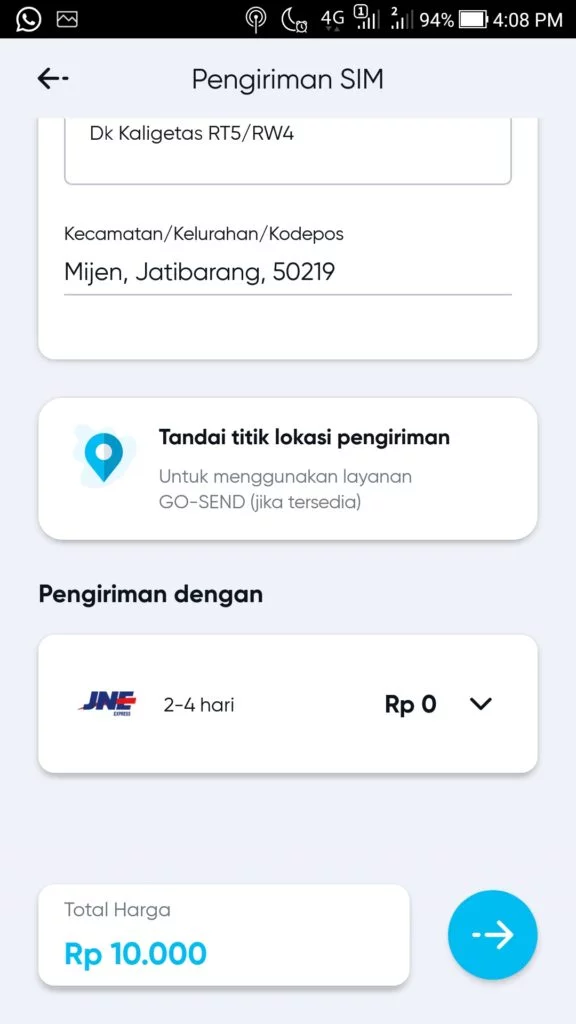 4G
1
2
94%
4:08 PM
Pengiriman SIM
Dk Kaligetas RT5/RW4
Kecamatan/Kelurahan/Kodepos
Mijen, Jatibarang, 50219
Tandai titik lokasi pengiriman
Untuk menggunakan layanan
GO-SEND (jika tersedia)
Pengiriman dengan
JNE
EXPRESS
2-4 hari
Rp 0
Total Harga
Rp 10.000